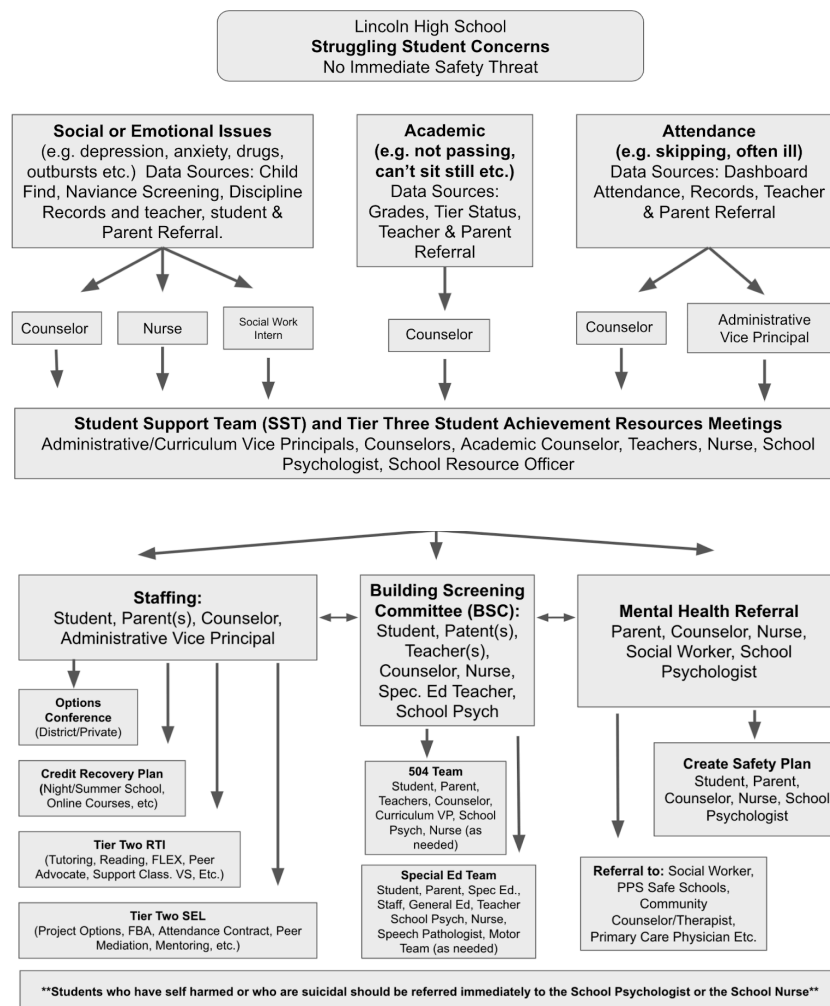 Lincoln High School
Struggling Student Concerns
No Immediate Safety Threat
Social or Emotional Issues
(e.g. depression, anxiety, drugs,
outbursts etc.)  Data Sources: Child
Find, Naviance Screening, Discipline
Records and teacher, student &
Parent Referral.
Academic
(e.g. not passing,
can't sit still etc.)
Data Sources:
Grades, Tier Status,
Teacher & Parent
Referral
Attendance
(e.g. skipping, often ill)
Data Sources: Dashboard
Attendance, Records, Teacher
& Parent Referral
Counselor
Nurse
Social Work
Intern
Counselor
Counselor
Administrative
Vice Principal
Student Support Team (SST) and Tier Three Student Achievement Resources Meetings
Administrative/Curriculum Vice Principals, Counselors, Academic Counselor, Teachers, Nurse, School
Psychologist, School Resource Officer
Staffing:
Student, Parent(s), Counselor,
Administrative Vice Principal
Building Screening
Committee (BSC):
Student, Patent(s),
Teacher(s),
Counselor, Nurse,
Spec. Ed Teacher,
School Psych
Mental Health Referral
Parent, Counselor, Nurse,
Social Worker, School
Psychologist
Options
Conference
(District/Private)
Credit Recovery Plan
(Night/Summer School,
Online Courses, etc)
Tier Two RTI
(Tutoring, Reading, FLEX, Peer
Advocate, Support Class. VS, Etc.)
Tier Two SEL
(Project Options, FBA, Attendance Contract, Peer
Mediation, Mentoring, etc.)
504 Team
Student, Parent,
Teachers, Counselor,
Curriculum VP, School
Psych, Nurse (as
needed)
Special Ed Team
Student, Parent, Spec Ed.,
Staff, General Ed, Teacher
School Psych, Nurse,
Speech Pathologist, Motor
Team (as needed)
Create Safety Plan
Student, Parent,
Counselor, Nurse, School
Psychologist
Referral to: Social Worker,
PPS Safe Schools,
Community
Counselor/Therapist,
Primary Care Physician Etc.
**Students who have self harmed or who are suicidal should be referred immediately to the School Psychologist or the School Nurse**